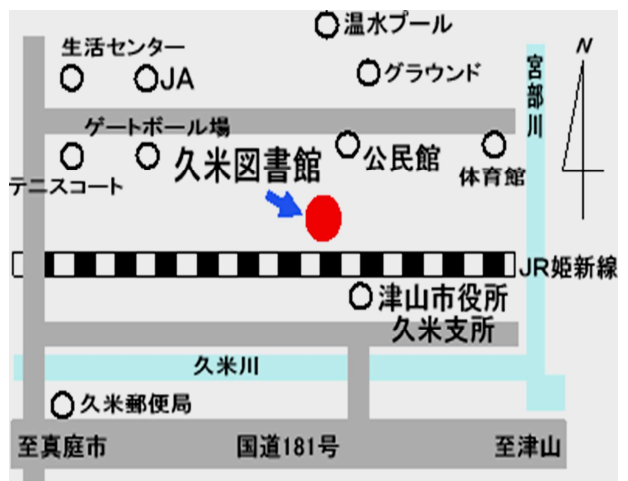 温水プール
生活センター
JA
グラウンド
N
宮部川
ゲートボール場
久米図書館
公民館
体育館
テニスコート
JR姫新線
津山市役所
久米支所
久米川
久米郵便局
至真庭市
国道181号
至津山